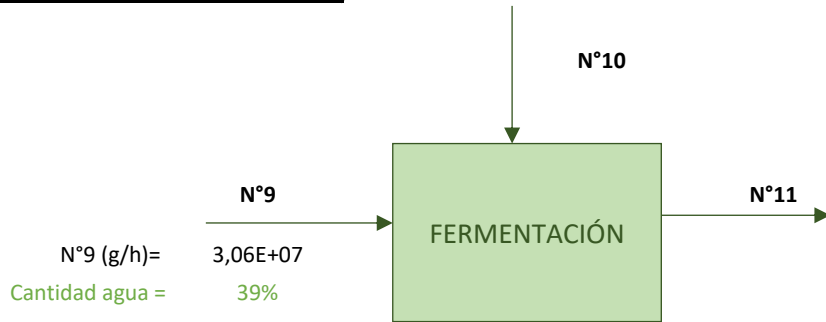 N°10
N°9
N°11
FERMENTACIÓN
N°9 (g/h)= 3,06E+07
Cantidad agua = 39%